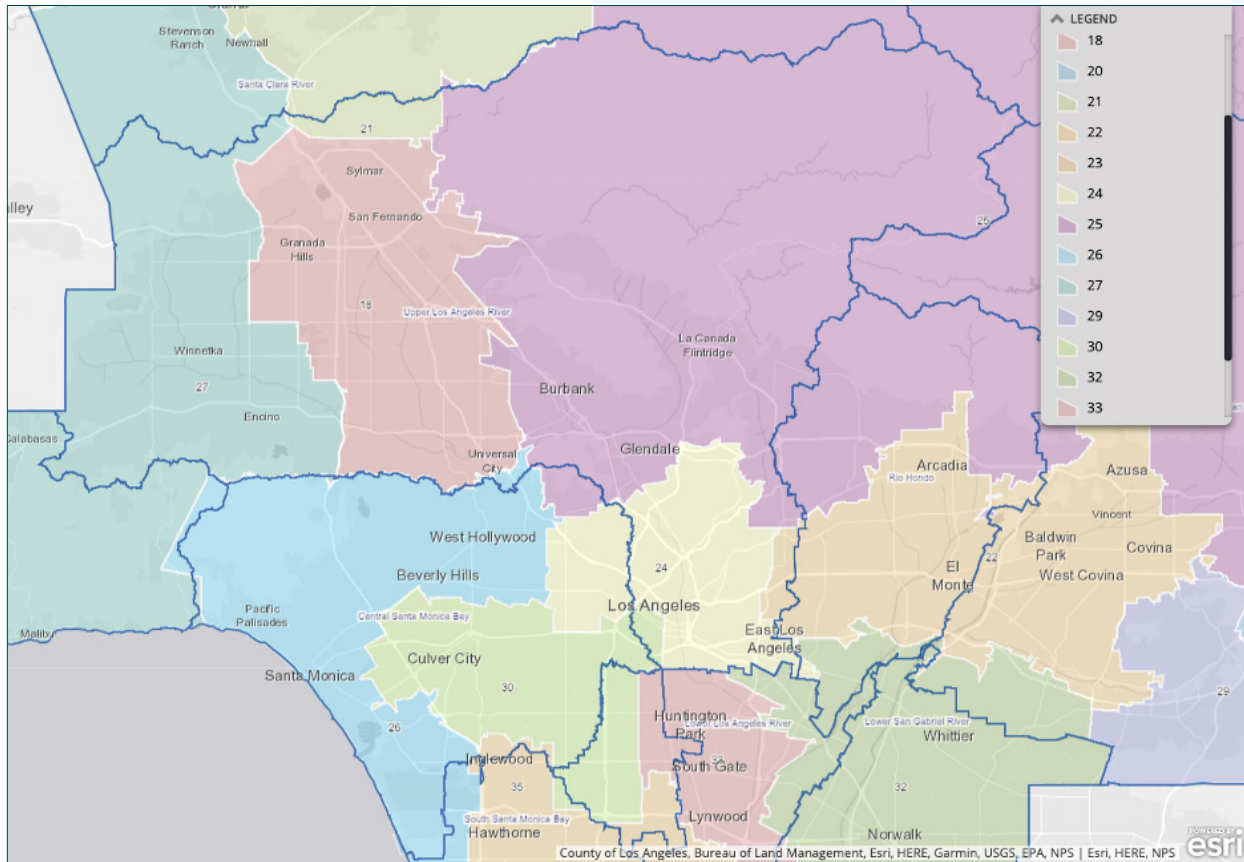 Stevenson
Ranch
Newhall
Santa Clara River
21
Sylmar
lley
San Fernando
Granada
Hills
25
18
Upper Los Angeles River
La Canada
Flintridge
Winnetka
27
Burbank
Encino
Calabasas
Universal
City
Glendale
Arcadia
Rio Hondo
Azusa
Vincent
West Hollywood
Baldwin
Park
Covina
22
El
Monte
West Covina
24
Beverly Hills
Pacific
Palisades
Central Santa Monica Bay
Los Angeles
Malibu
East Los
Angeles
Culver City
Santa Monica
30
29
26
Huntington
Park
Lower Los Angeles River
Lower San Gabriel River
Whittier
Inglewood
South Gate
33
35
32
South Santa Monica Bay
Hawthorne
Lynwood
Norwalk
LEGEND
18
20
21
22
23
24
25
26
27
29
30
32
33
County of Los Angeles, Bureau of Land Management, Esri, HERE, Garmin, USGS, EPA, NPS | Esri, HERE, NPS
POWERED BY
esri